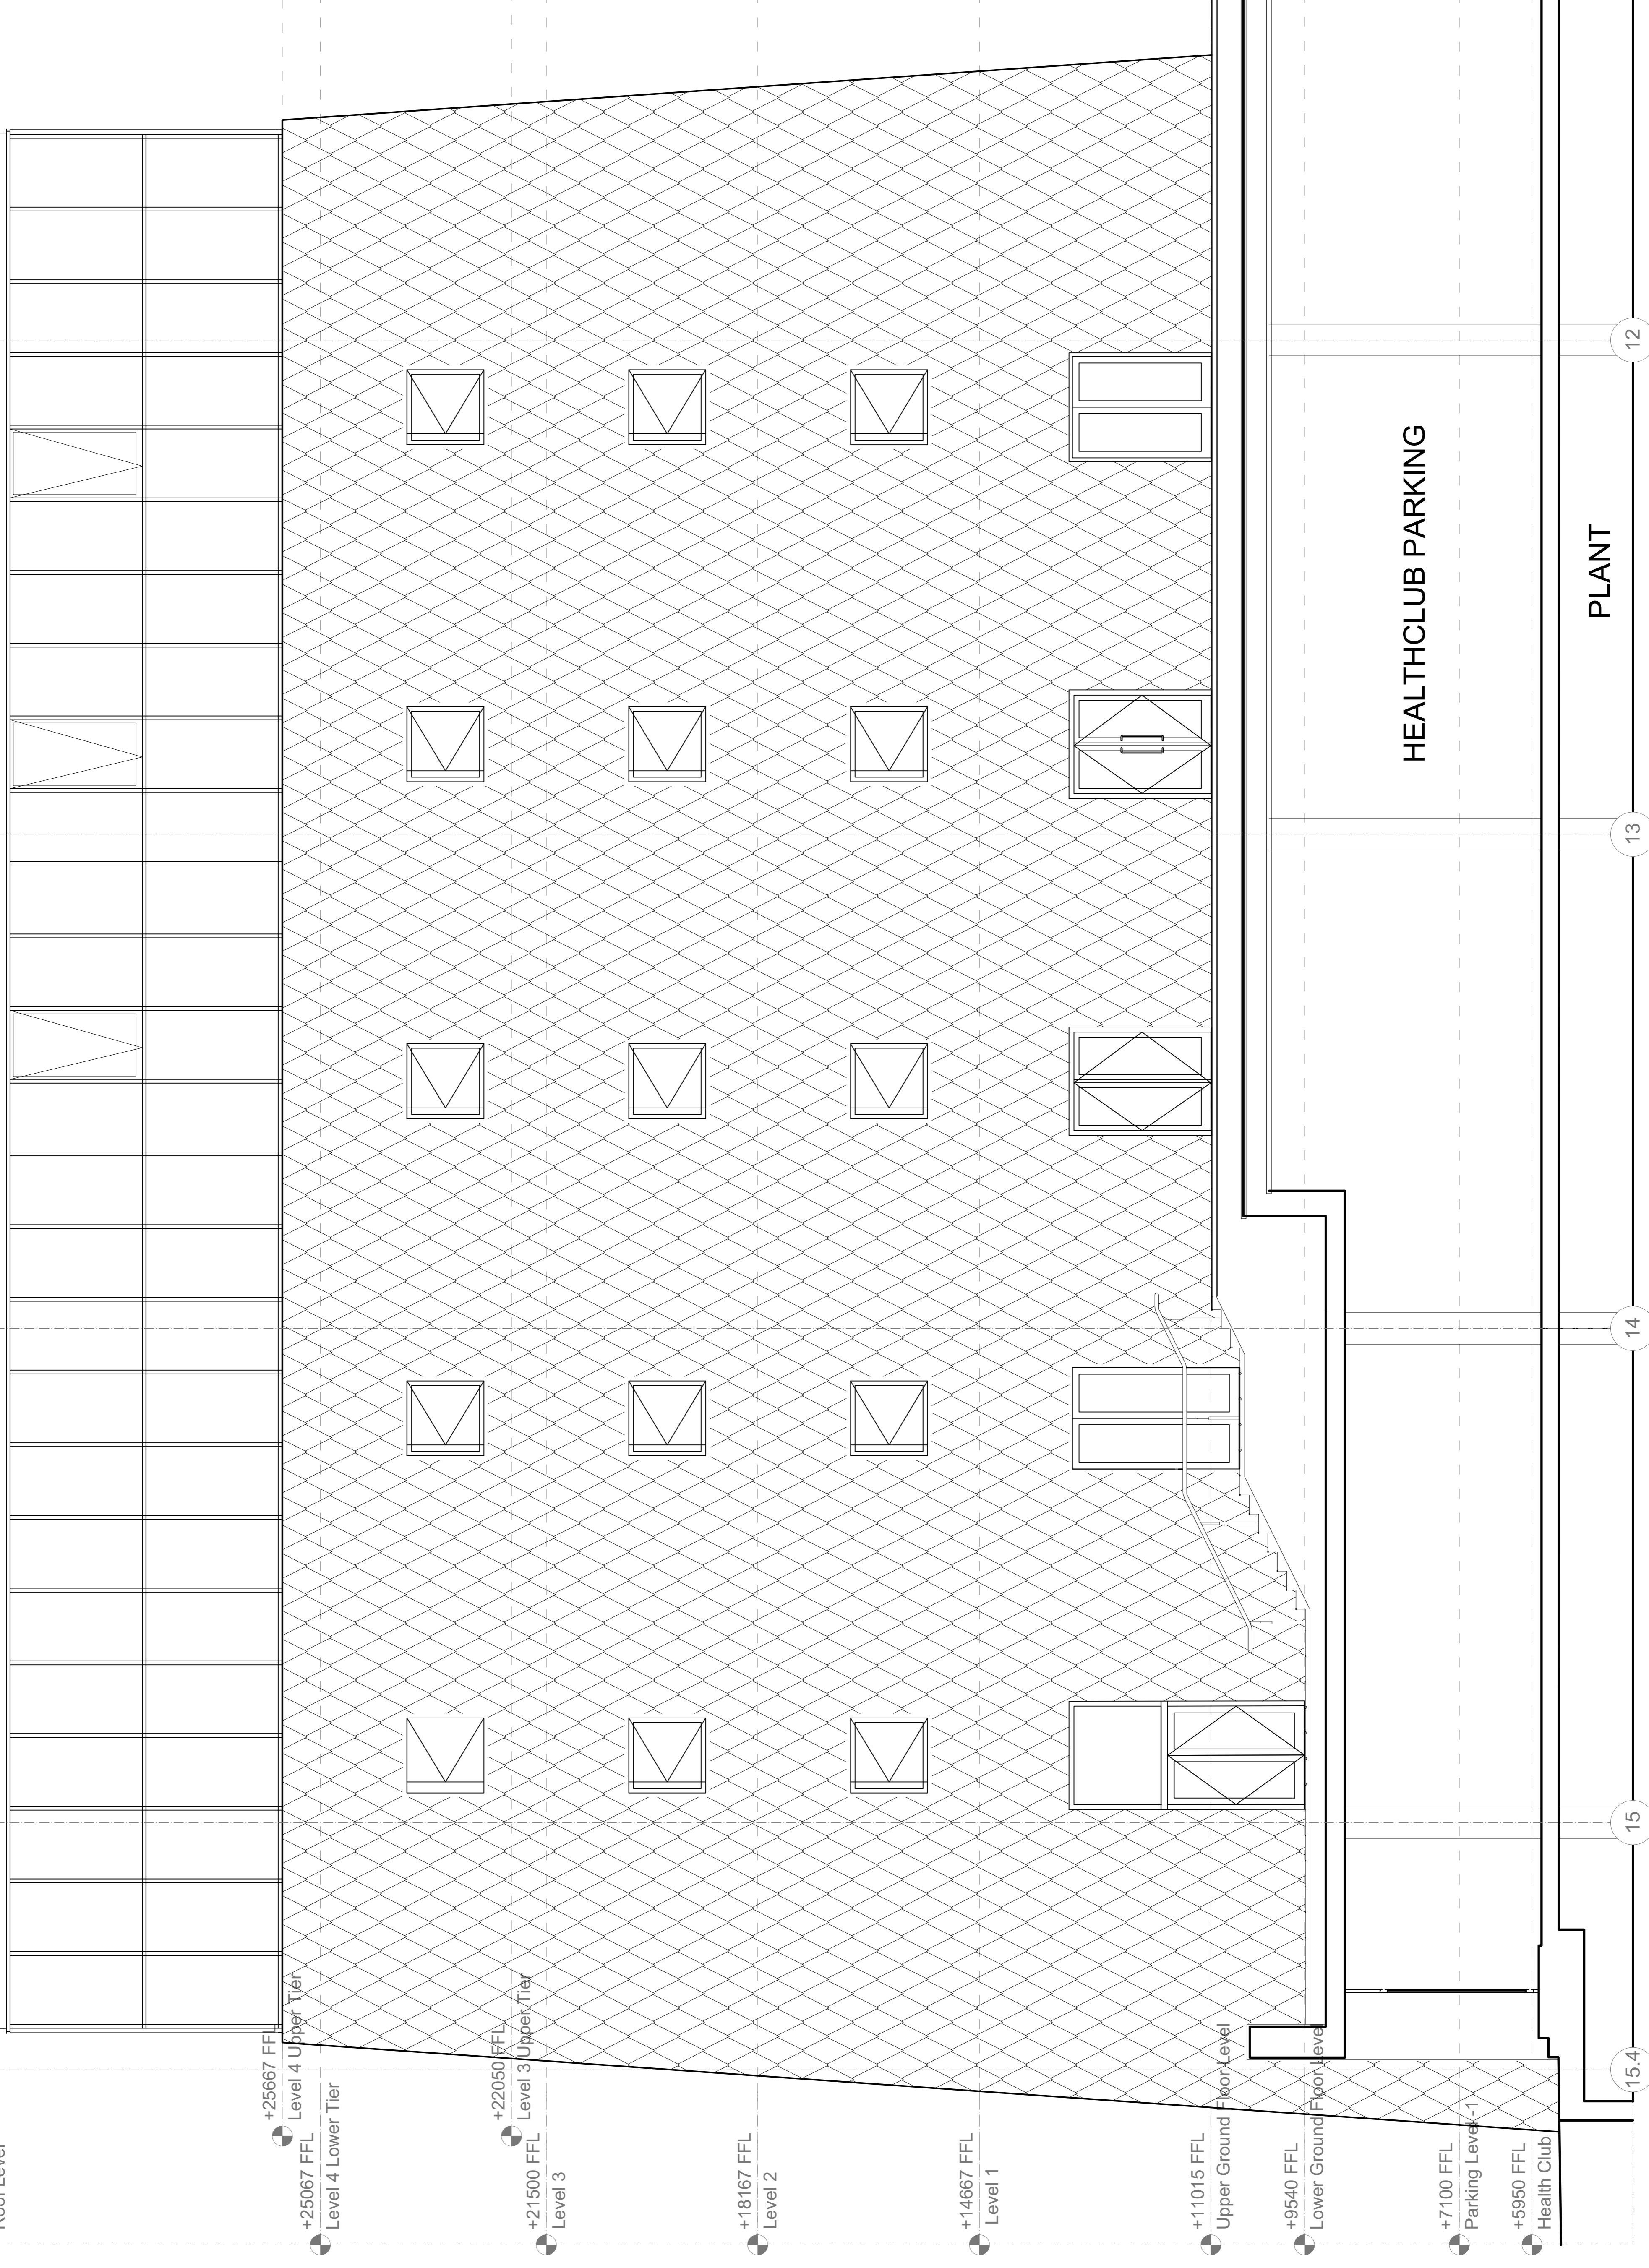 Roof Level
+25667 FFL
Level 4 Upper Tier
+25067 FFL
Level 4 Lower Tier
+22050 FFL
Level 3 Upper Tier
+21500 FFL
Level 3
+18167 FFL
Level 2
+14667 FFL
Level 1
+11015 FFL
Upper Ground Floor Level
+9540 FFL
Lower Ground Floor Level
+7100 FFL
Parking Level -1
+5950 FFL
Health Club
HEALTHCLUB PARKING
PLANT
15.4
15
14
13
12